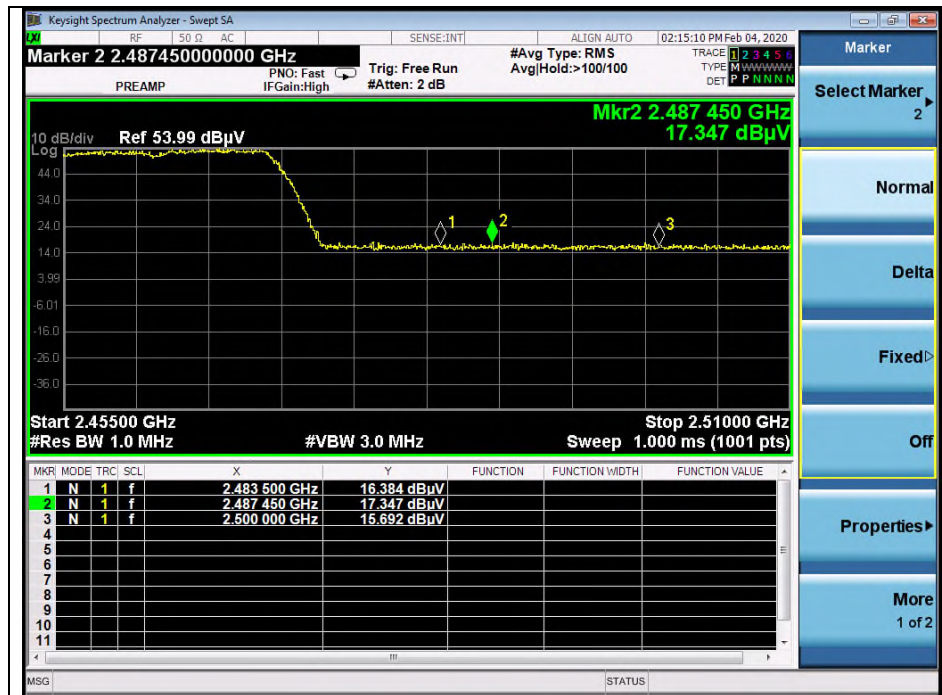 Keysight Spectrum Analyzer - Swept SA
LXI RF 50 Ω AC SENSE:INT ALIGN AUTO 02:15:10 PM Feb 04, 2020
Marker 2 2.487450000000 GHz
PREAMP
PNO: Fast
IFGain:High
Trig: Free Run
#Atten: 2 dB
#Avg Type: RMS
Avg|Hold:>100/100
TRACE 1 2 3 4 5 6
TYPE M WWWWW
DET P P N N N N
Mkr2 2.487 450 GHz
17.347 dBµV
10 dB/div Ref 53.99 dBµV
Log
44.0
34.0
24.0
14.0
3.99
-6.01
-16.0
-26.0
-36.0
1
2
3
Start 2.45500 GHz Stop 2.51000 GHz
#Res BW 1.0 MHz #VBW 3.0 MHz Sweep 1.000 ms (1001 pts)
MKR MODE TRC SCL X Y FUNCTION FUNCTION WIDTH FUNCTION VALUE
1 N 1 f 2.483 500 GHz 16.384 dBµV
2 N 1 f 2.487 450 GHz 17.347 dBµV
3 N 1 f 2.500 000 GHz 15.692 dBµV
4
5
6
7
8
9
10
11
MSG STATUS
Marker
Select Marker
2
Normal
Delta
Fixed
Off
Properties
More
1 of 2